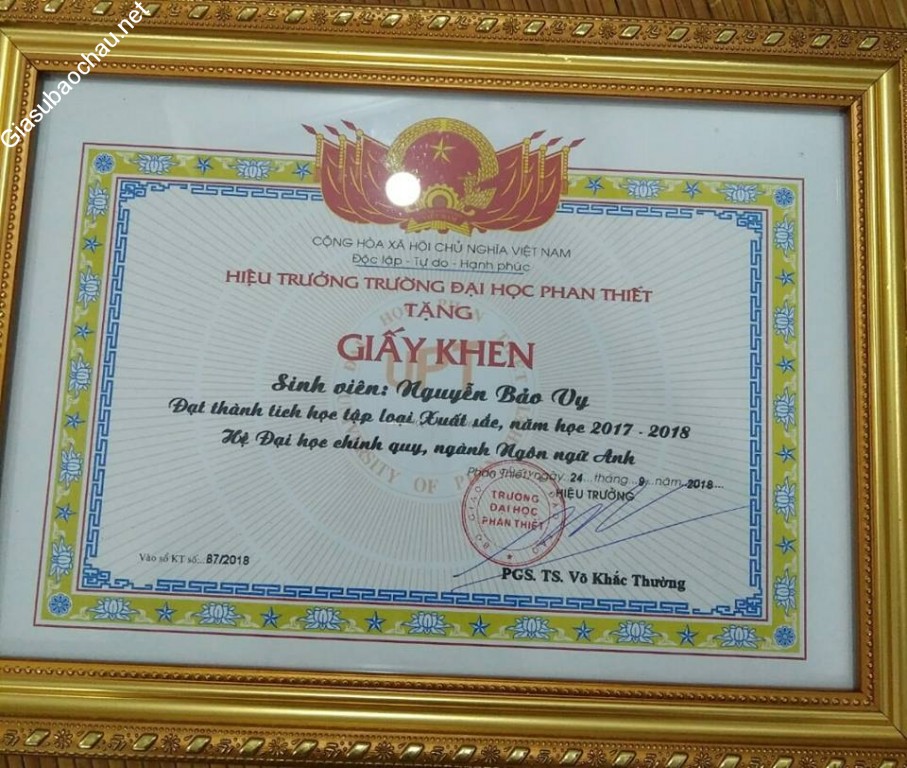 Giasubaochau.net
CỘNG HÒA XÃ HỘI CHỦ NGHĨA VIỆT NAM
Độc lập - Tự do - Hạnh phúc
HIỆU TRƯỞNG TRƯỜNG ĐẠI HỌC PHAN THIẾT
TẶNG
GIẤY KHEN
UPT
Sinh viên: Nguyễn Bảo Vy
Đạt thành tích học tập loại Xuất sắc, năm học 2017 - 2018
Hệ Đại học chính quy, ngành Ngôn ngữ Anh
Phan Thiết, ngày 24 tháng 9 năm 2018
HIỆU TRƯỞNG
TRƯỜNG
ĐẠI HỌC
PHAN THIẾT
Vào sổ KT số: 87/2018
PGS. TS. Võ Khắc Thường